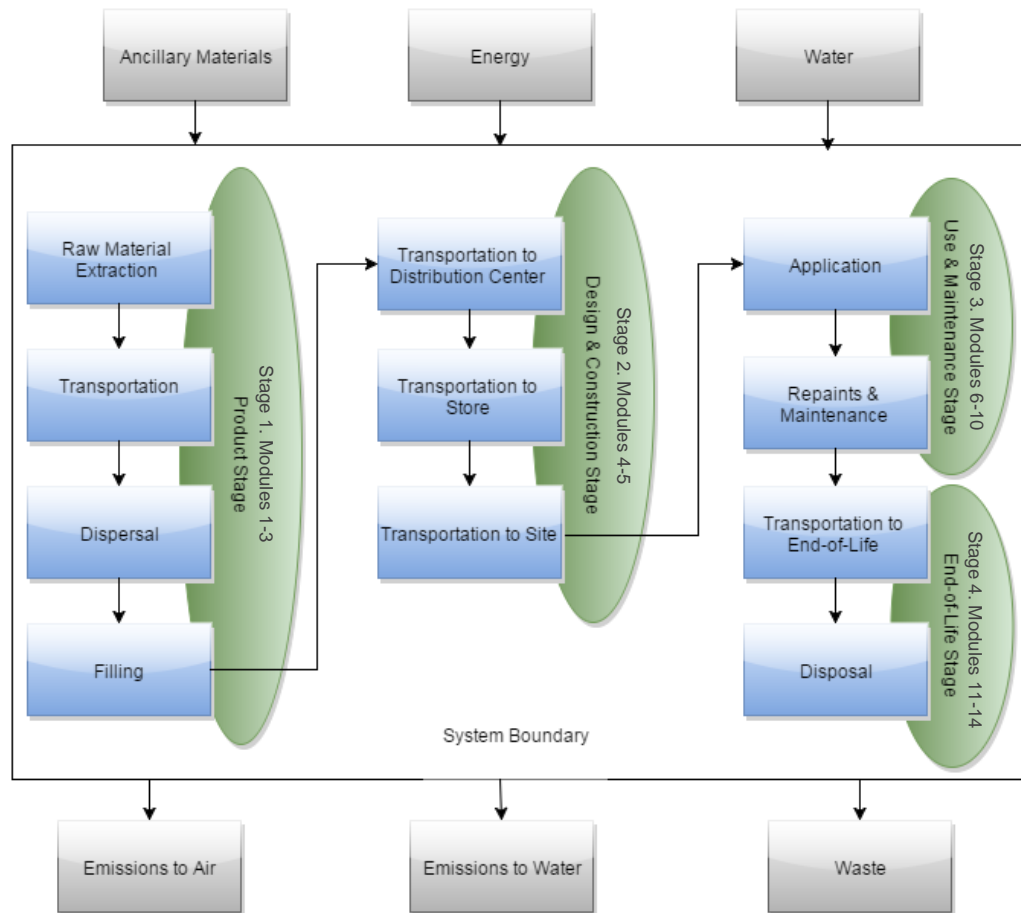 Ancillary Materials
Energy
Water
Raw Material
Extraction
Transportation
Dispersal
Filling
Stage 1. Modules 1-3
Product Stage
Transportation to
Distribution Center
Transportation to
Store
Transportation to Site
Stage 2. Modules 4-5
Design & Construction Stage
Application
Repaints &
Maintenance
Stage 3. Modules 6-10
Use & Maintenance Stage
Transportation to
End-of-Life
Disposal
Stage 4. Modules 11-14
End-of-Life Stage
System Boundary
Emissions to Air
Emissions to Water
Waste